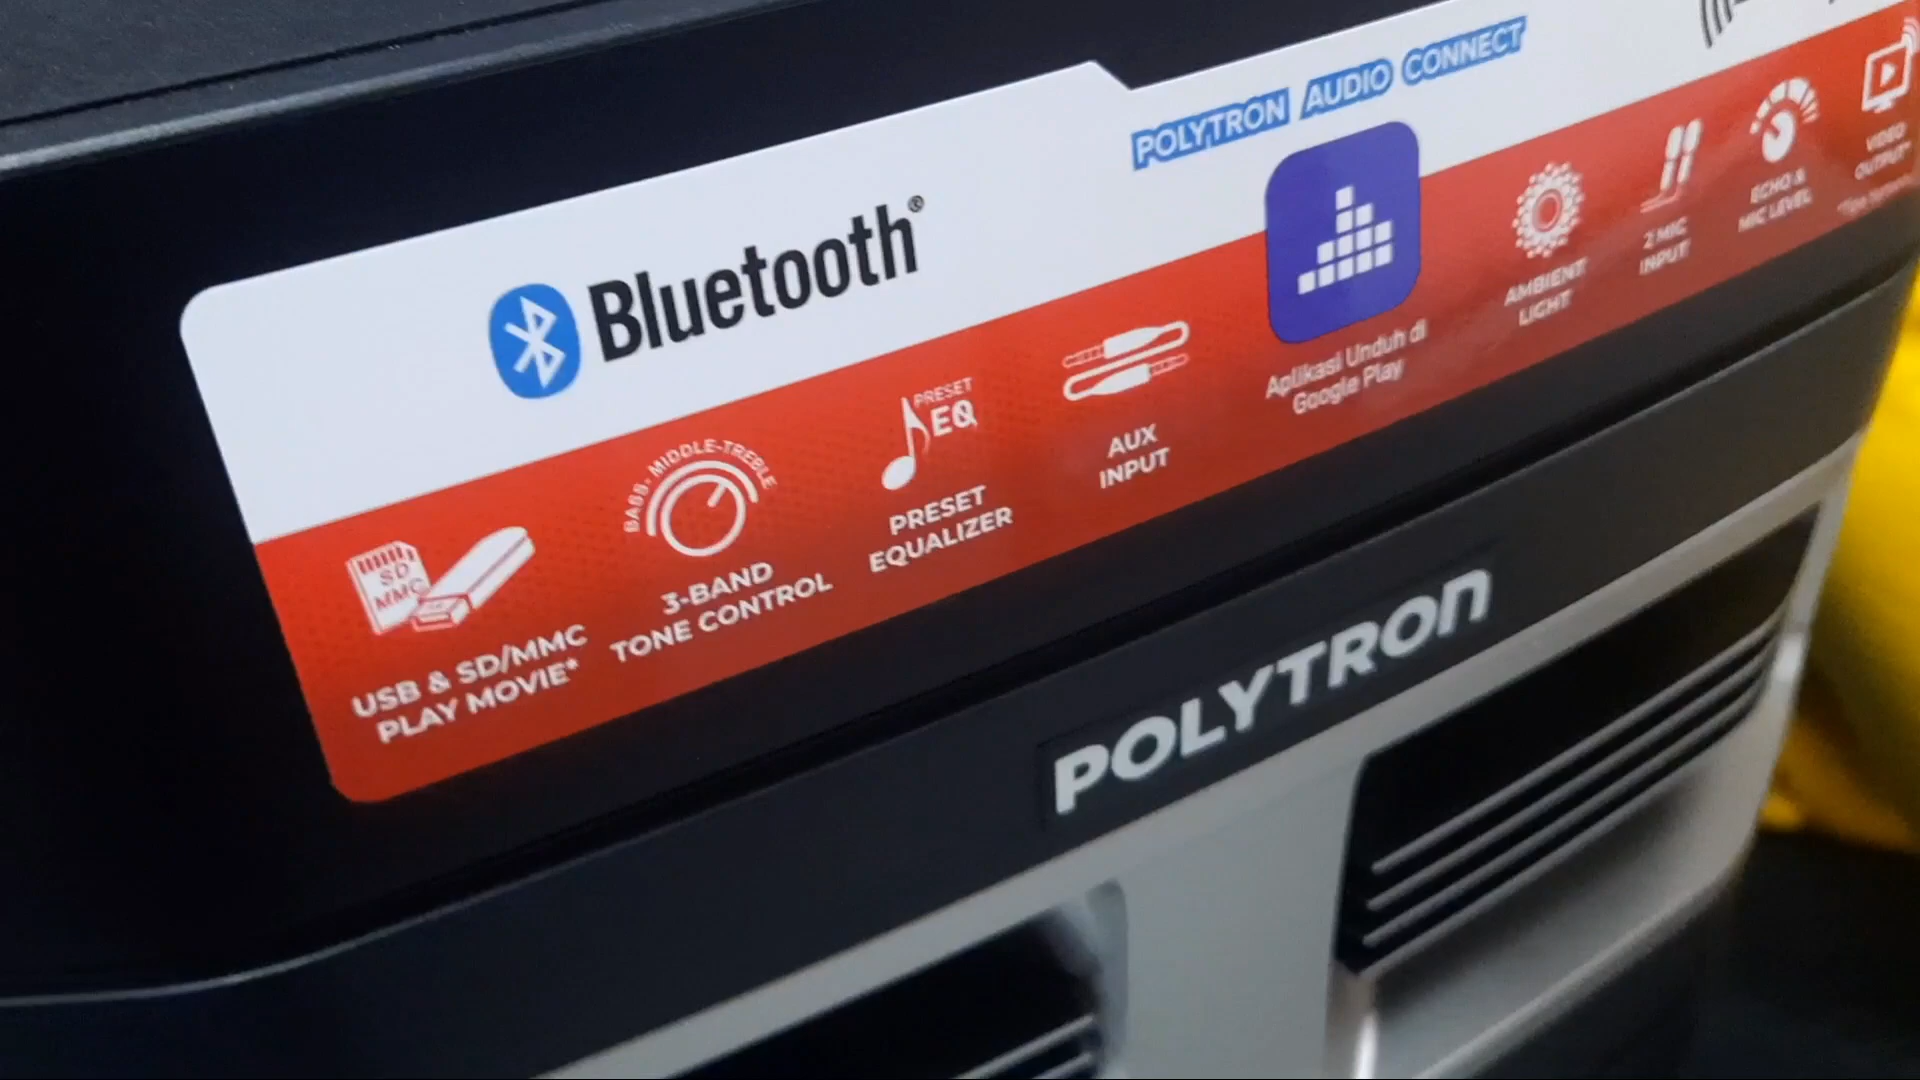 Bluetooth®
POLYTRON AUDIO CONNECT
SD
MMC
USB & SD/MMC
PLAY MOVIE*
BASS- MIDDLE-TREBLE
3-BAND
TONE CONTROL
PRESET
EQ
PRESET
EQUALIZER
AUX
INPUT
Aplikasi Unduh di
Google Play
AMBIENT
LIGHT
2 MIC
INPUT
ECHO &
MIC LEVEL
VIDEO
OUTPUT*
POLYTRON